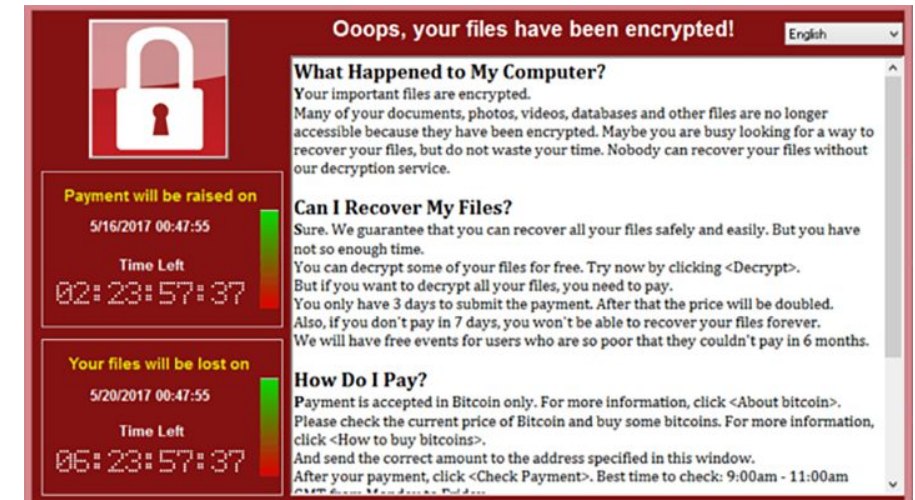 Ooops, your files have been encrypted!
English
Payment will be raised on
5/16/2017 00:47:55
Time Left
02:23:57:37
Your files will be lost on
5/20/2017 00:47:55
Time Left
06:23:57:37
What Happened to My Computer?
Your important files are encrypted.
Many of your documents, photos, videos, databases and other files are no longer
accessible because they have been encrypted. Maybe you are busy looking for a way to
recover your files, but do not waste your time. Nobody can recover your files without
our decryption service.
Can I Recover My Files?
Sure. We guarantee that you can recover all your files safely and easily. But you have
not so enough time.
You can decrypt some of your files for free. Try now by clicking <Decrypt>.
But if you want to decrypt all your files, you need to pay.
You only have 3 days to submit the payment. After that the price will be doubled.
Also, if you don't pay in 7 days, you won't be able to recover your files forever.
We will have free events for users who are so poor that they couldn't pay in 6 months.
How Do I Pay?
Payment is accepted in Bitcoin only. For more information, click <About bitcoin>.
Please check the current price of Bitcoin and buy some bitcoins. For more information,
click <How to buy bitcoins>.
And send the correct amount to the address specified in this window.
After your payment, click <Check Payment>. Best time to check: 9:00am - 11:00am
GMT from Monday to Friday